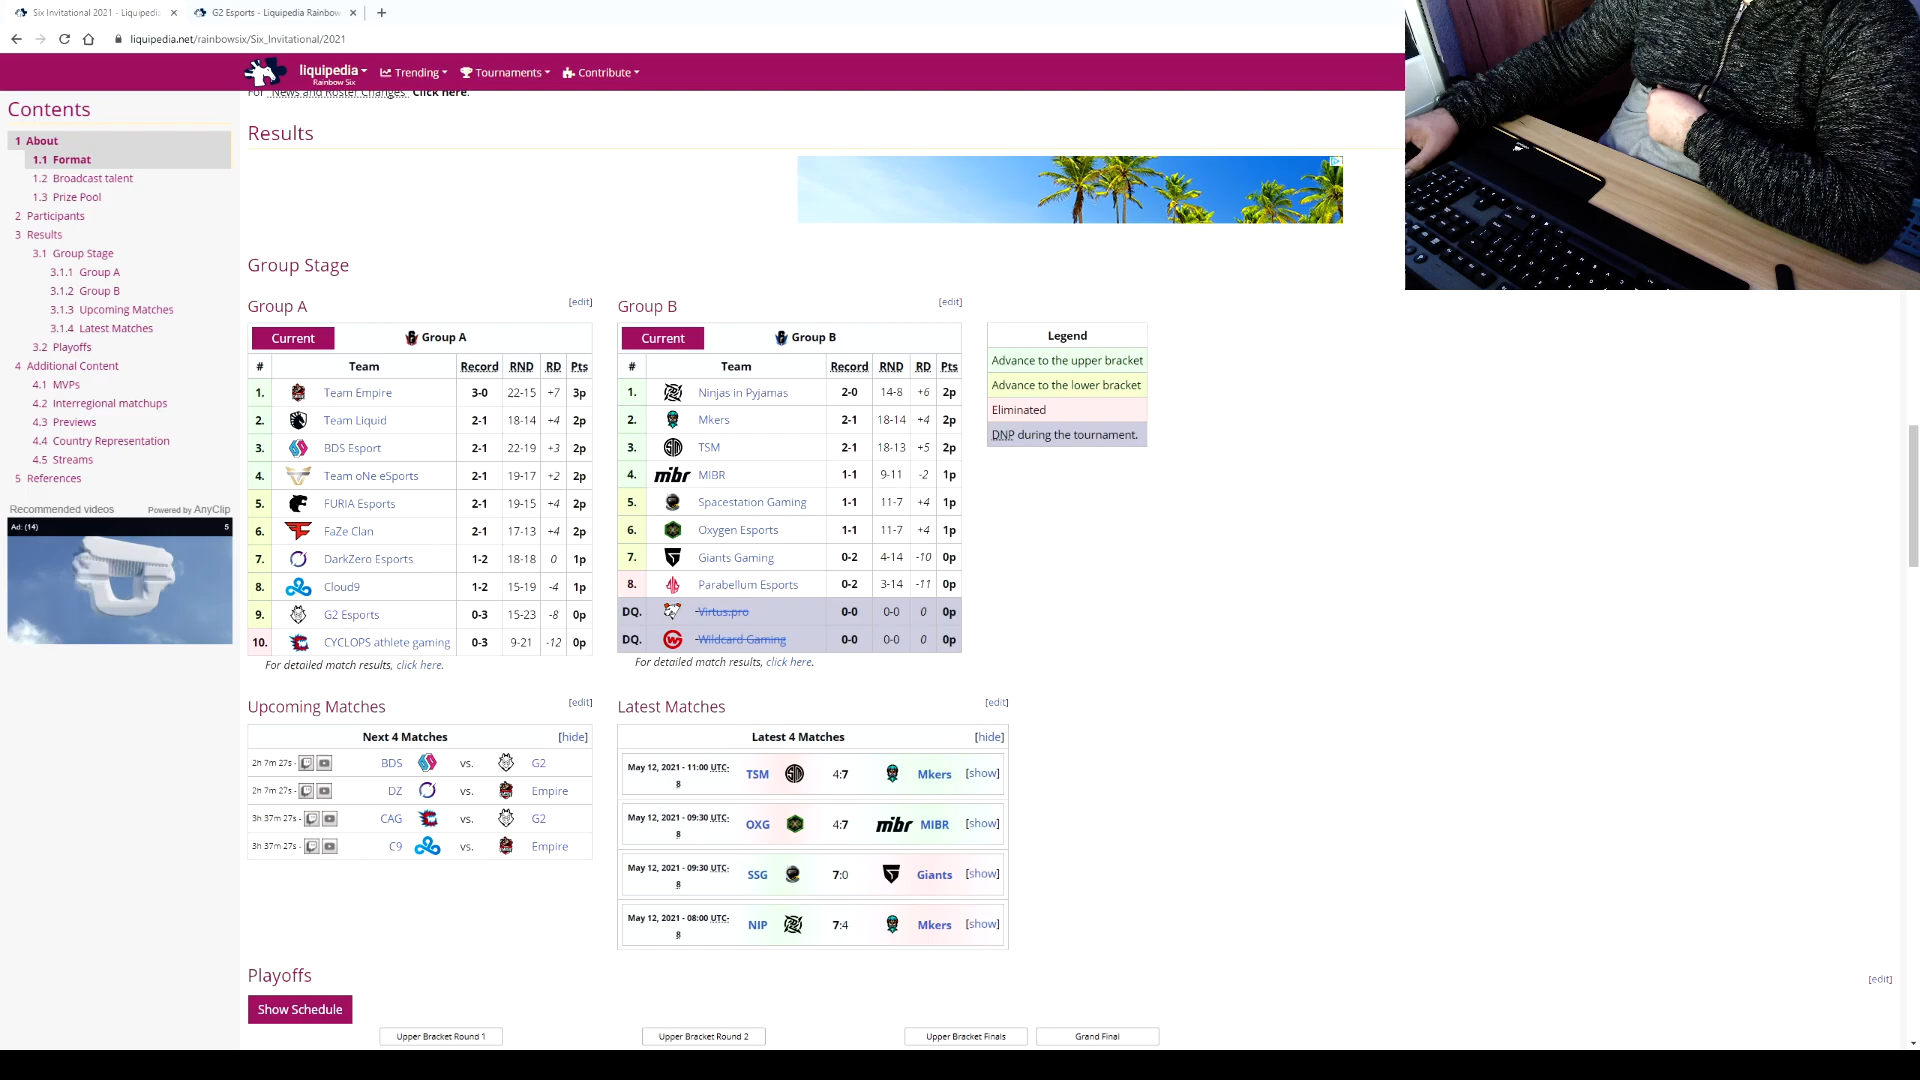 Six Invitational 2021 - Liquipedi
G2 Esports - Liquipedia Rainbow
liquipedia.net/rainbowsix/Six_Invitational/2021
liquipedia
Rainbow Six
Trending
Tournaments
Contribute
For "News and Roster Changes" Click here.
Contents
1 About
1.1 Format
1.2 Broadcast talent
1.3 Prize Pool
2 Participants
3 Results
3.1 Group Stage
3.1.1 Group A
3.1.2 Group B
3.1.3 Upcoming Matches
3.1.4 Latest Matches
3.2 Playoffs
4 Additional Content
4.1 MVPs
4.2 Interregional matchups
4.3 Previews
4.4 Country Representation
4.5 Streams
5 References
Recommended videos Powered by AnyClip
Ad: (14) 5
Results
Group Stage
Group A [edit]
Current Group A
# Team Record RND RD Pts
1. Team Empire 3-0 22-15 +7 3p
2. Team Liquid 2-1 18-14 +4 2p
3. BDS Esport 2-1 22-19 +3 2p
4. Team oNe eSports 2-1 19-17 +2 2p
5. FURIA Esports 2-1 19-15 +4 2p
6. FaZe Clan 2-1 17-13 +4 2p
7. DarkZero Esports 1-2 18-18 0 1p
8. Cloud9 1-2 15-19 -4 1p
9. G2 Esports 0-3 15-23 -8 0p
10. CYCLOPS athlete gaming 0-3 9-21 -12 0p
For detailed match results, click here.
Group B [edit]
Current Group B
# Team Record RND RD Pts
1. Ninjas in Pyjamas 2-0 14-8 +6 2p
2. Mkers 2-1 18-14 +4 2p
3. TSM 2-1 18-13 +5 2p
4. mibr MIBR 1-1 9-11 -2 1p
5. Spacestation Gaming 1-1 11-7 +4 1p
6. Oxygen Esports 1-1 11-7 +4 1p
7. Giants Gaming 0-2 4-14 -10 0p
8. Parabellum Esports 0-2 3-14 -11 0p
DQ. Virtus.pro 0-0 0-0 0 0p
DQ. Wildcard Gaming 0-0 0-0 0 0p
For detailed match results, click here.
Legend
Advance to the upper bracket
Advance to the lower bracket
Eliminated
DNP during the tournament.
Upcoming Matches [edit]
Next 4 Matches [hide]
2h 7m 27s - BDS vs. G2
2h 7m 27s - DZ vs. Empire
3h 37m 27s - CAG vs. G2
3h 37m 27s - C9 vs. Empire
Latest Matches [edit]
Latest 4 Matches [hide]
May 12, 2021 - 11:00 UTC-8 TSM 4:7 Mkers [show]
May 12, 2021 - 09:30 UTC-8 OXG 4:7 mibr MIBR [show]
May 12, 2021 - 09:30 UTC-8 SSG 7:0 Giants [show]
May 12, 2021 - 08:00 UTC-8 NIP 7:4 Mkers [show]
Playoffs [edit]
Show Schedule
Upper Bracket Round 1
Upper Bracket Round 2
Upper Bracket Finals
Grand Final